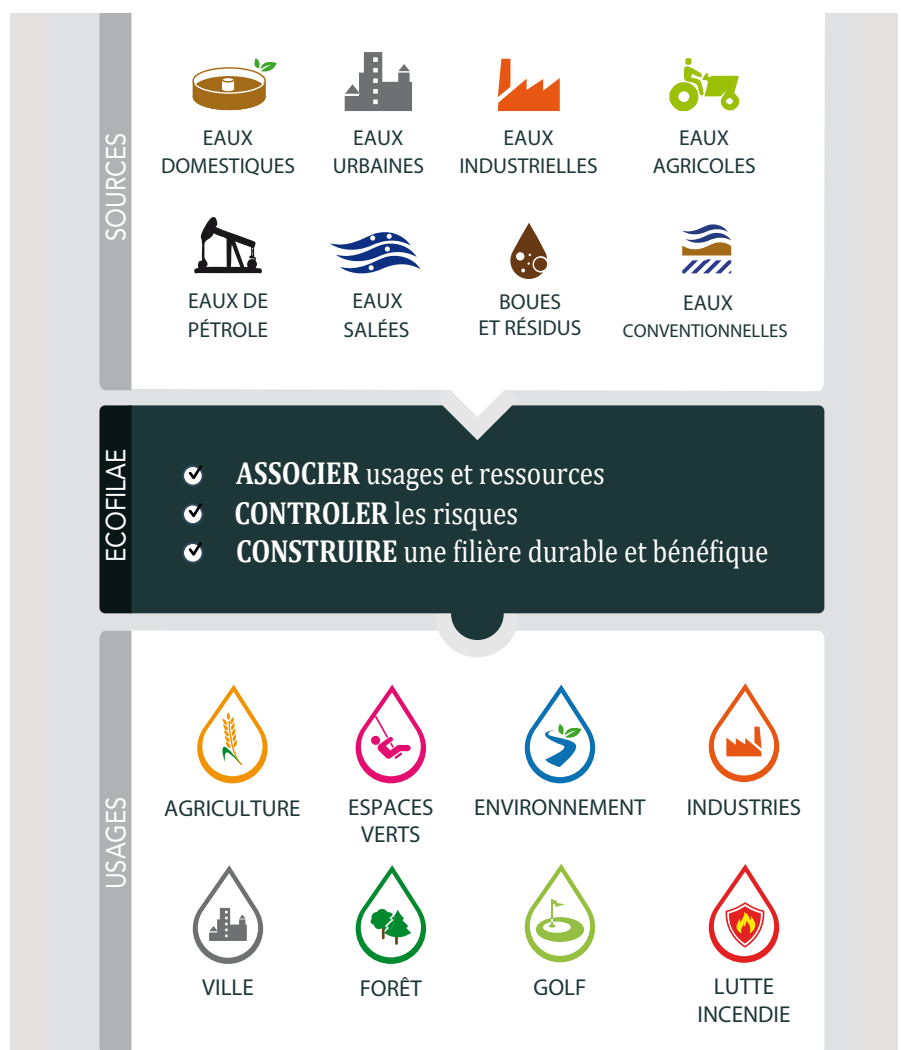 SOURCES
EAUX
DOMESTIQUES
EAUX
URBAINES
EAUX
INDUSTRIELLES
EAUX
AGRICOLES
EAUX DE
PÉTROLE
EAUX
SALÉES
BOUES
ET RÉSIDUS
EAUX
CONVENTIONNELLES
ECOFILAE
ASSOCIER usages et ressources
CONTROLER les risques
CONSTRUIRE une filière durable et bénéfique
USAGES
AGRICULTURE
ESPACES
VERTS
ENVIRONNEMENT
INDUSTRIES
VILLE
FORÊT
GOLF
LUTTE
INCENDIE